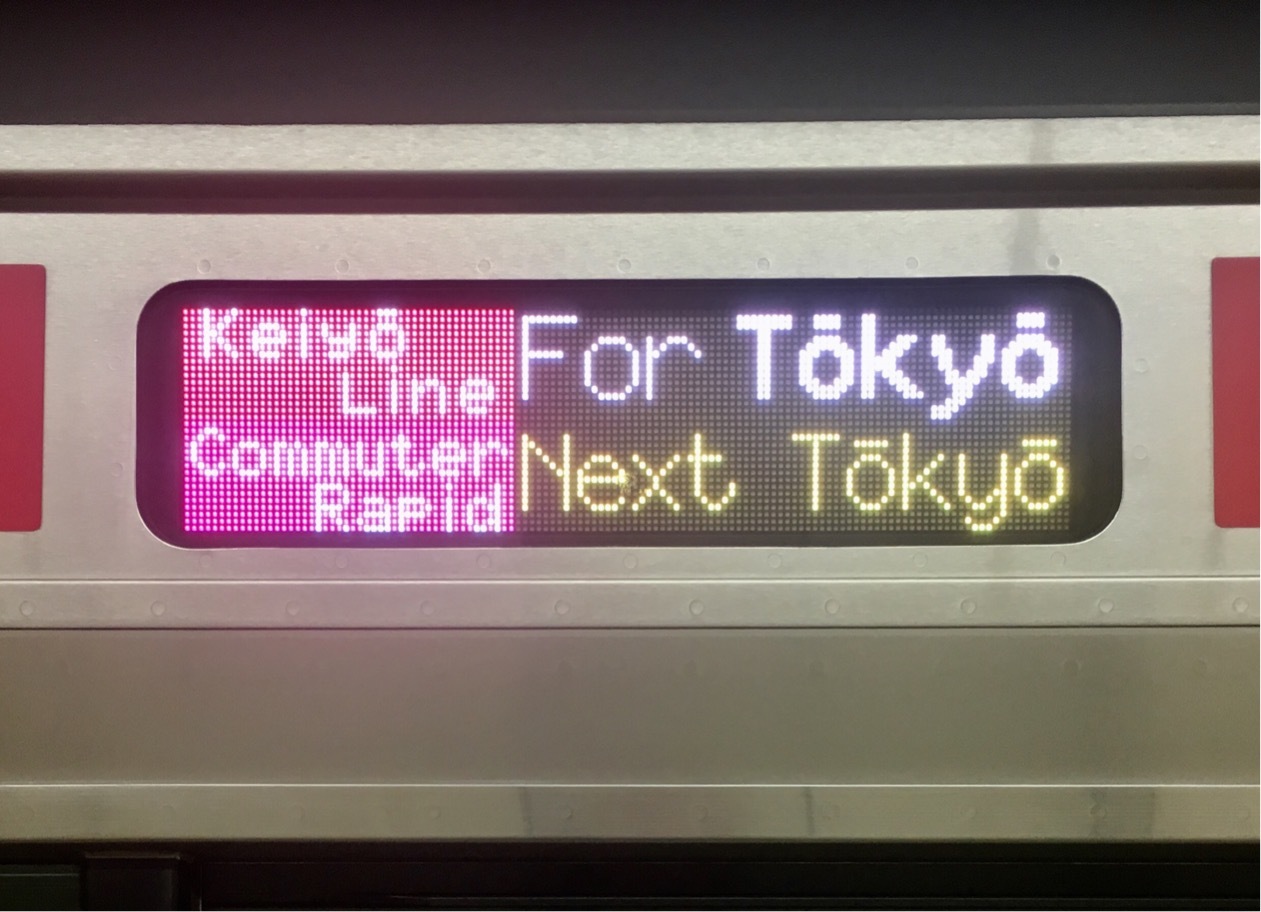 Keiyō
Line
Commuter
Rapid
For Tōkyō
Next Tōkyō